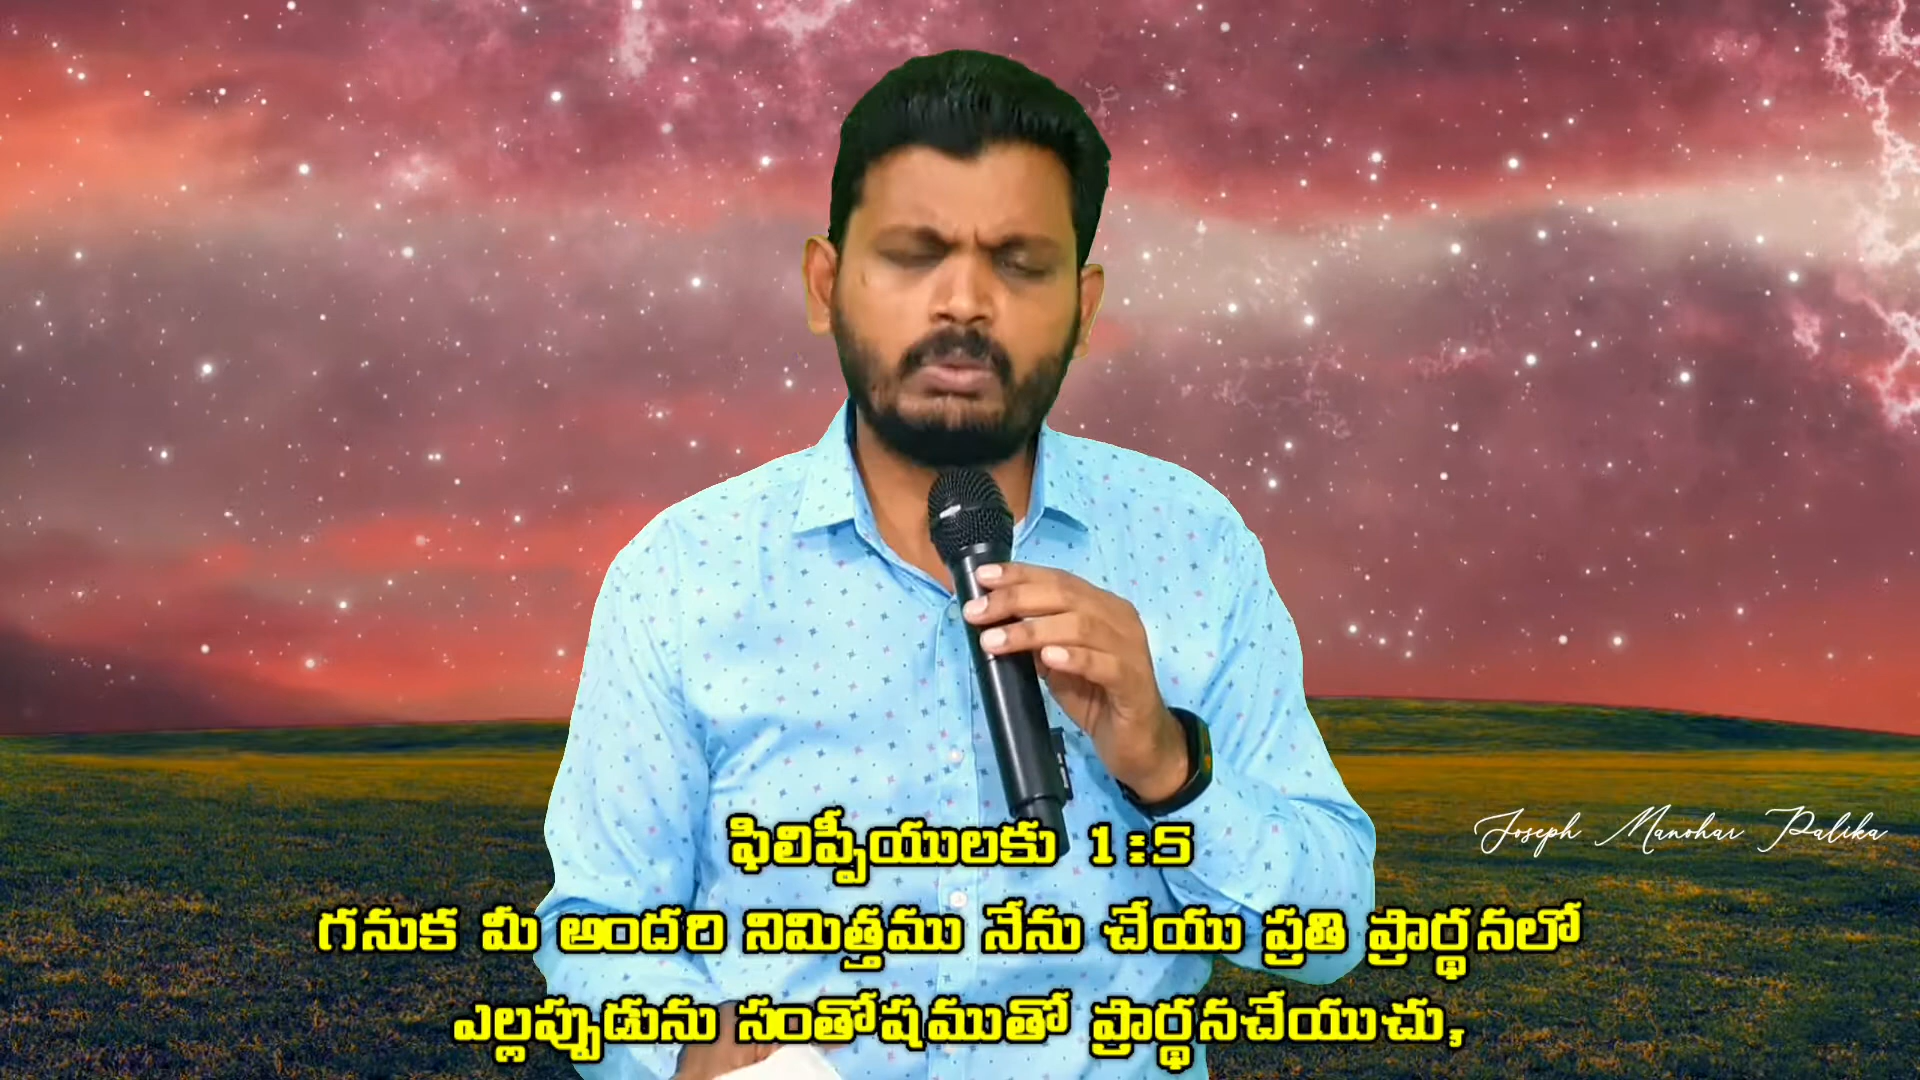 ఫిలిప్పీయులకు 1:5
గనుక మీ అందరి నిమిత్తము నేను చేయు ప్రతి ప్రార్థనలో
ఎల్లప్పుడును సంతోషముతో ప్రార్థనచేయుచు,
Joseph Manohar Palika